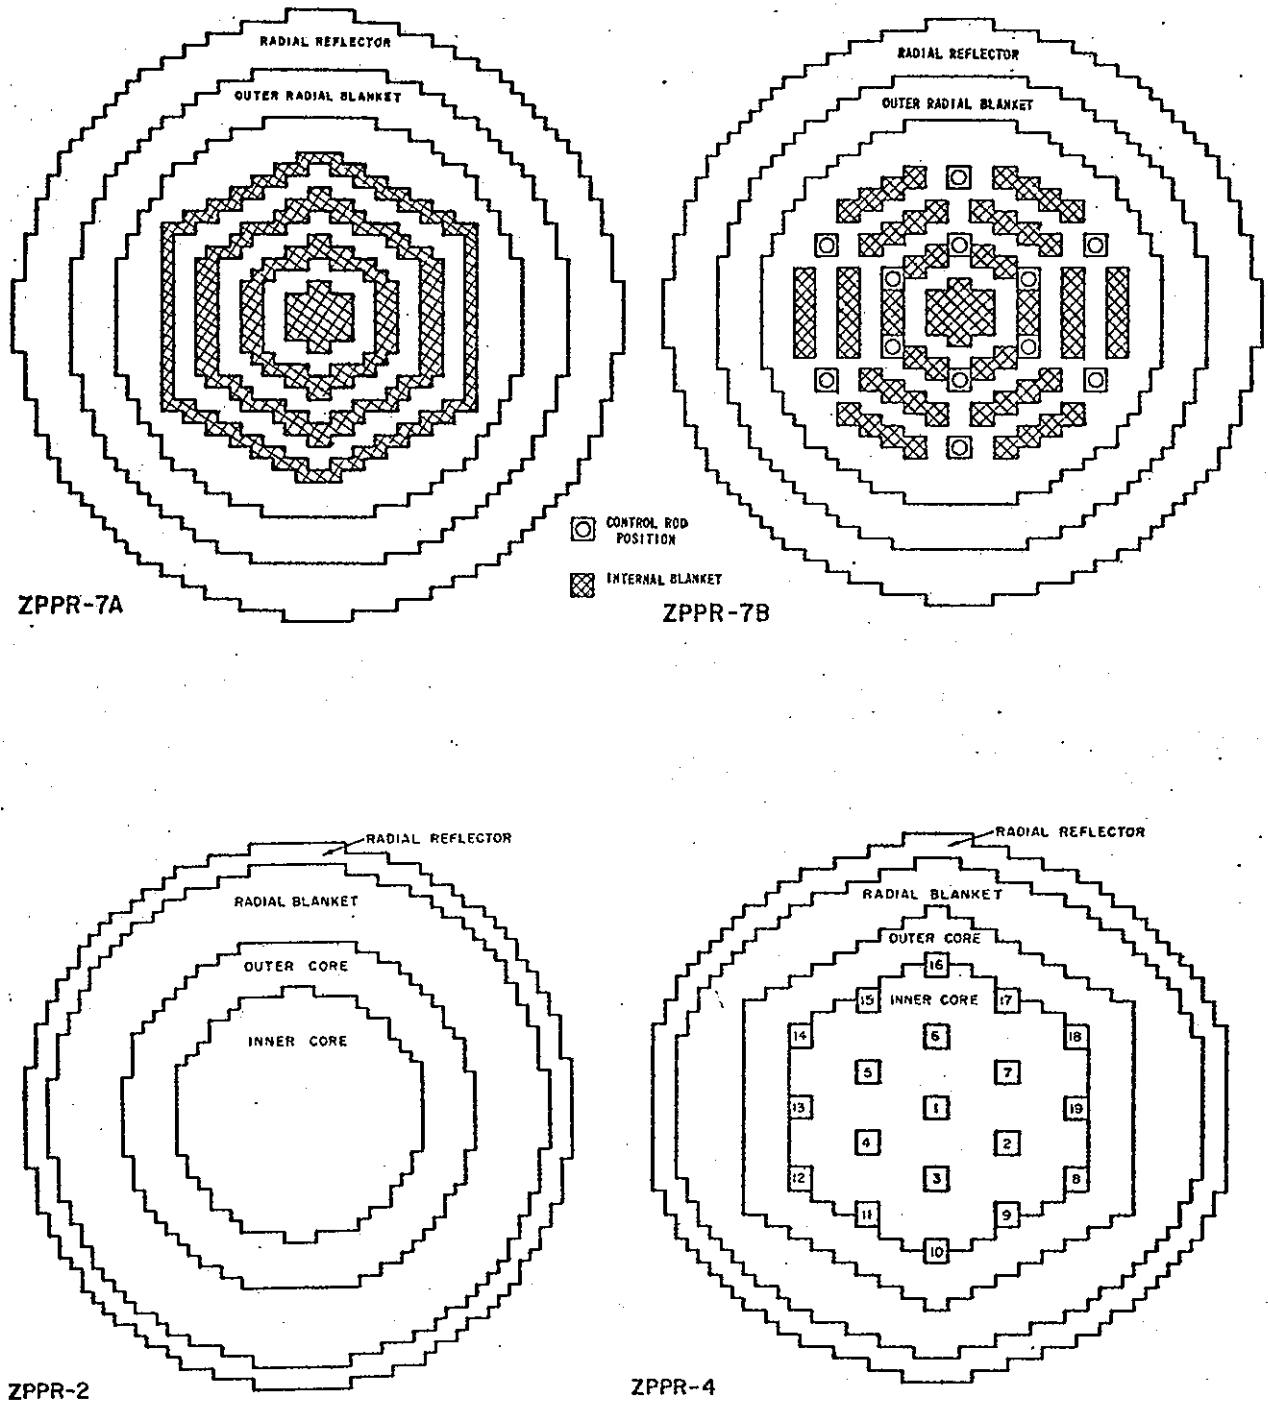 RADIAL REFLECTOR
OUTER RADIAL BLANKET
ZPPR-7A
RADIAL REFLECTOR
OUTER RADIAL BLANKET
CONTROL ROD
POSITION
INTERNAL BLANKET
ZPPR-7B
RADIAL REFLECTOR
RADIAL BLANKET
OUTER CORE
INNER CORE
ZPPR-2
RADIAL REFLECTOR
RADIAL BLANKET
OUTER CORE
16
15 INNER CORE 17
14 6 18
5 7
13 1 19
4 2
12 3 8
11 9
10
ZPPR-4